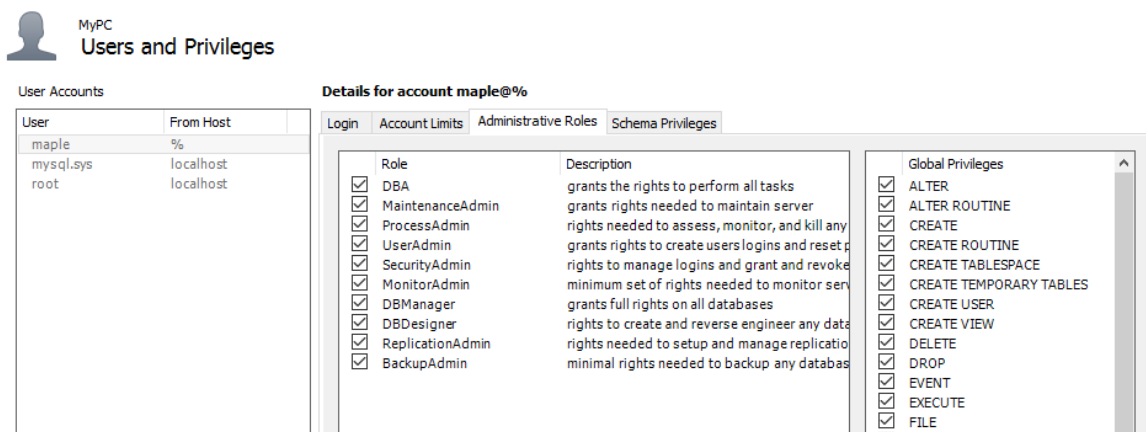 MyPC
Users and Privileges
User Accounts
User From Host
maple %
mysql.sys localhost
root localhost
Details for account maple@%
Login Account Limits Administrative Roles Schema Privileges
Role Description
DBA grants the rights to perform all tasks
MaintenanceAdmin grants rights needed to maintain server
ProcessAdmin rights needed to assess, monitor, and kill any
UserAdmin grants rights to create users logins and reset p
SecurityAdmin rights to manage logins and grant and revoke
MonitorAdmin minimum set of rights needed to monitor serv
DBManager grants full rights on all databases
DBDesigner rights to create and reverse engineer any data
ReplicationAdmin rights needed to setup and manage replicatio
BackupAdmin minimal rights needed to backup any databas
Global Privileges
ALTER
ALTER ROUTINE
CREATE
CREATE ROUTINE
CREATE TABLESPACE
CREATE TEMPORARY TABLES
CREATE USER
CREATE VIEW
DELETE
DROP
EVENT
EXECUTE
FILE